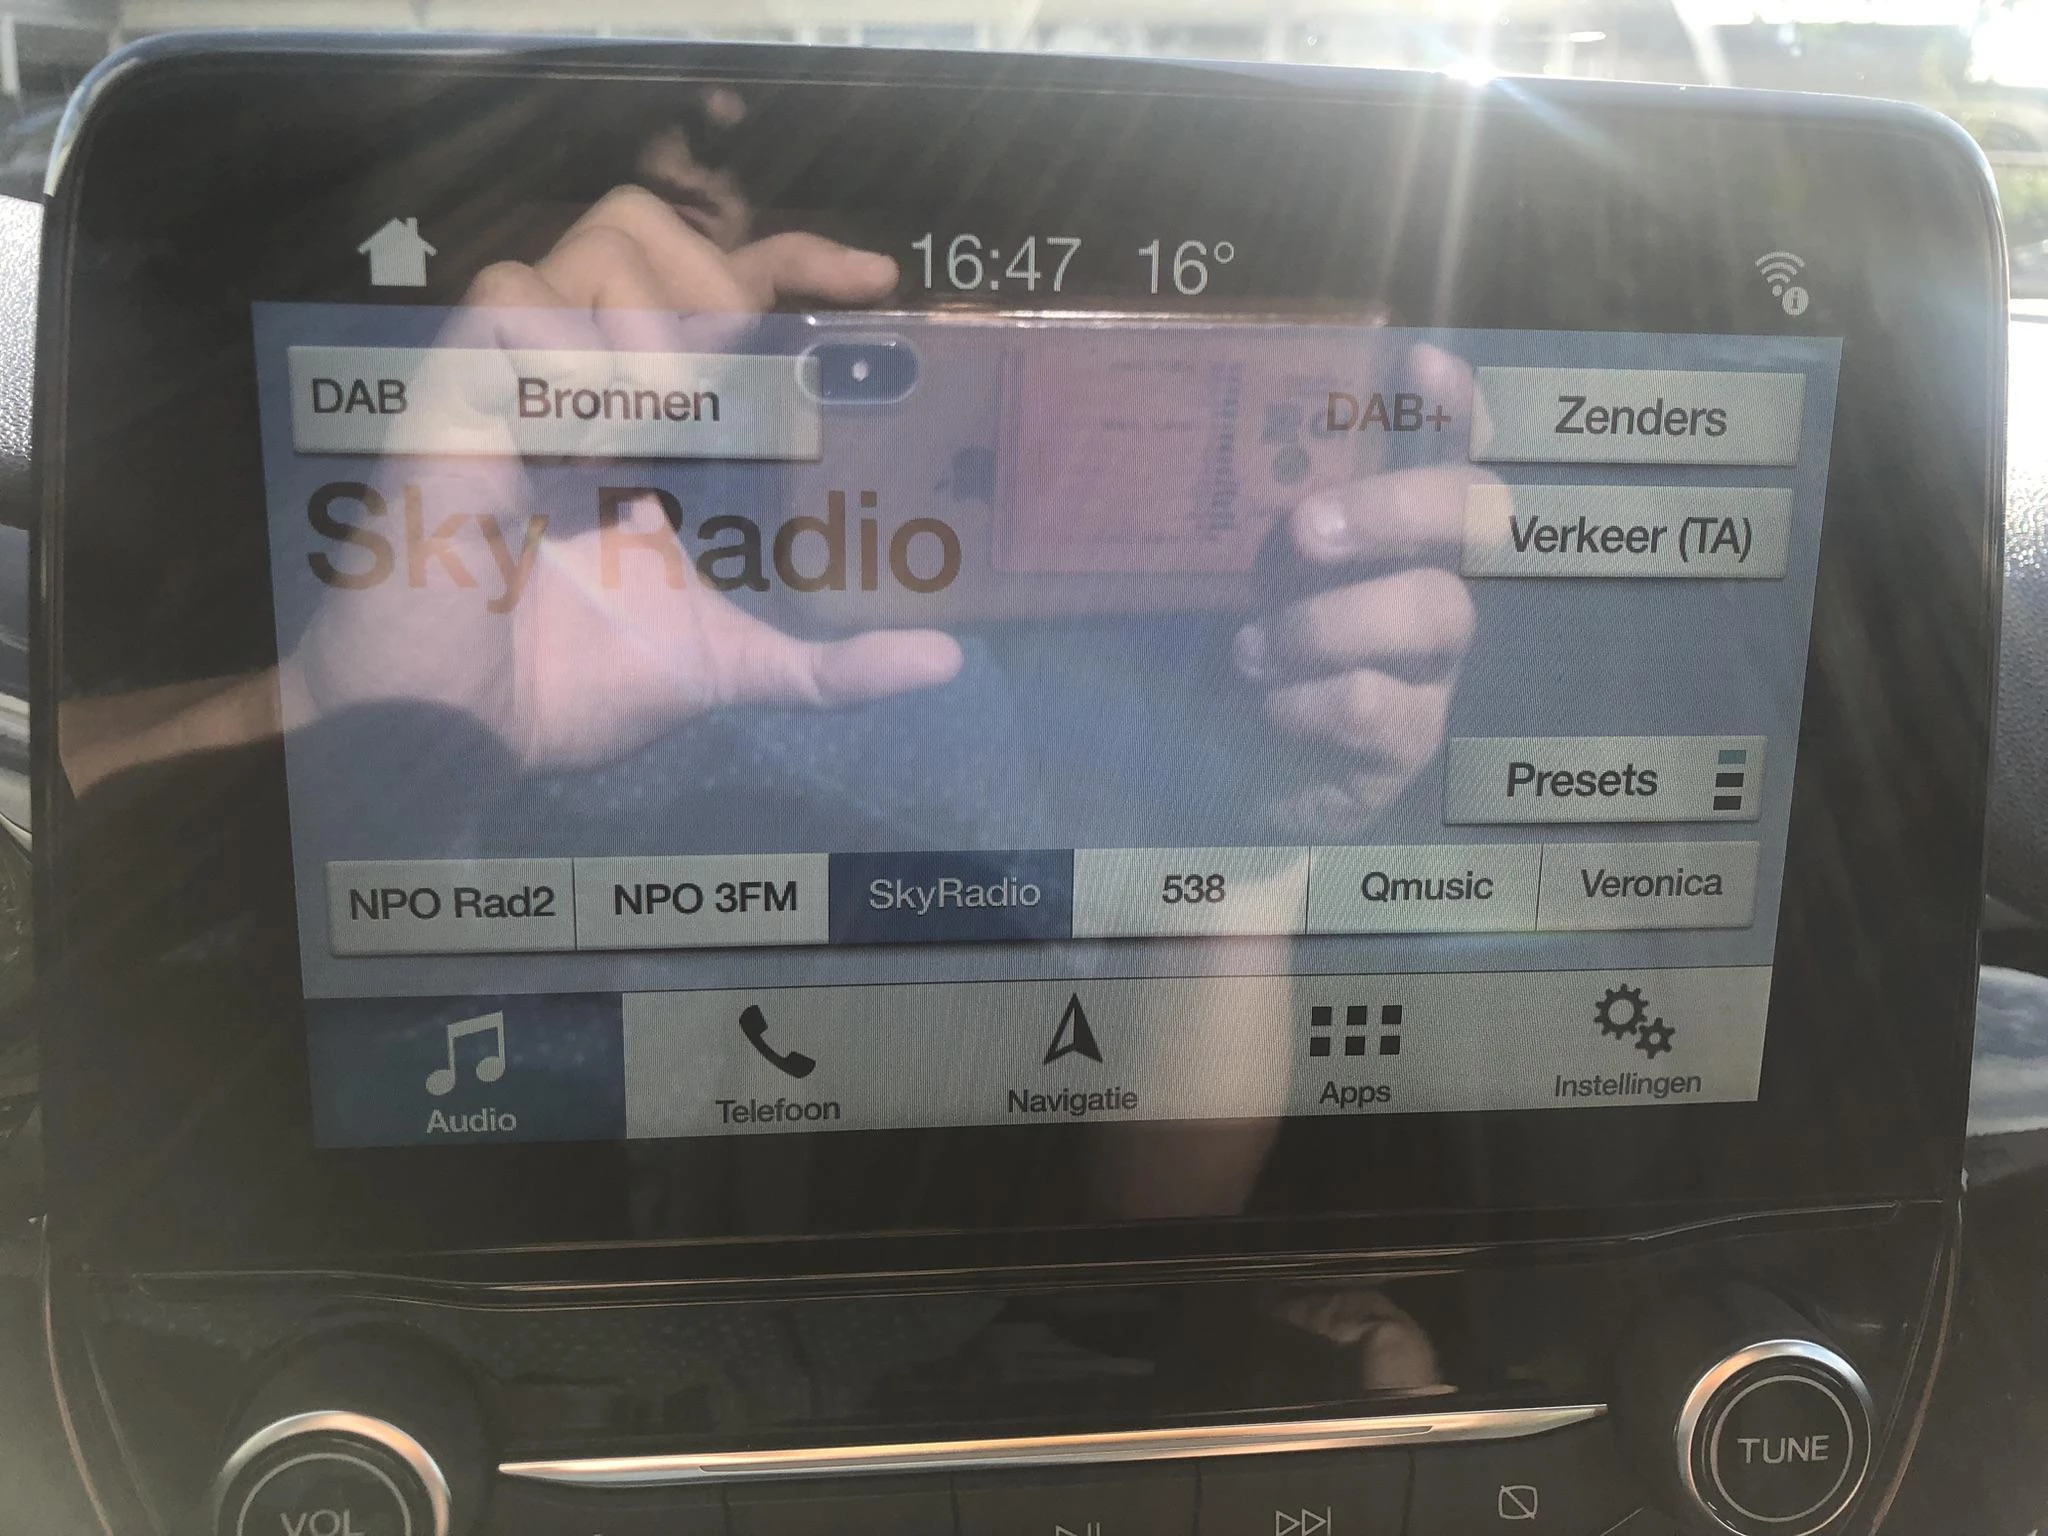 16:47 16°
DAB Bronnen
DAB+ Zenders
Sky Radio
Verkeer (TA)
Presets
NPO Rad2 NPO 3FM SkyRadio 538 Qmusic Veronica
Audio Telefoon Navigatie Apps Instellingen
VOL
TUNE